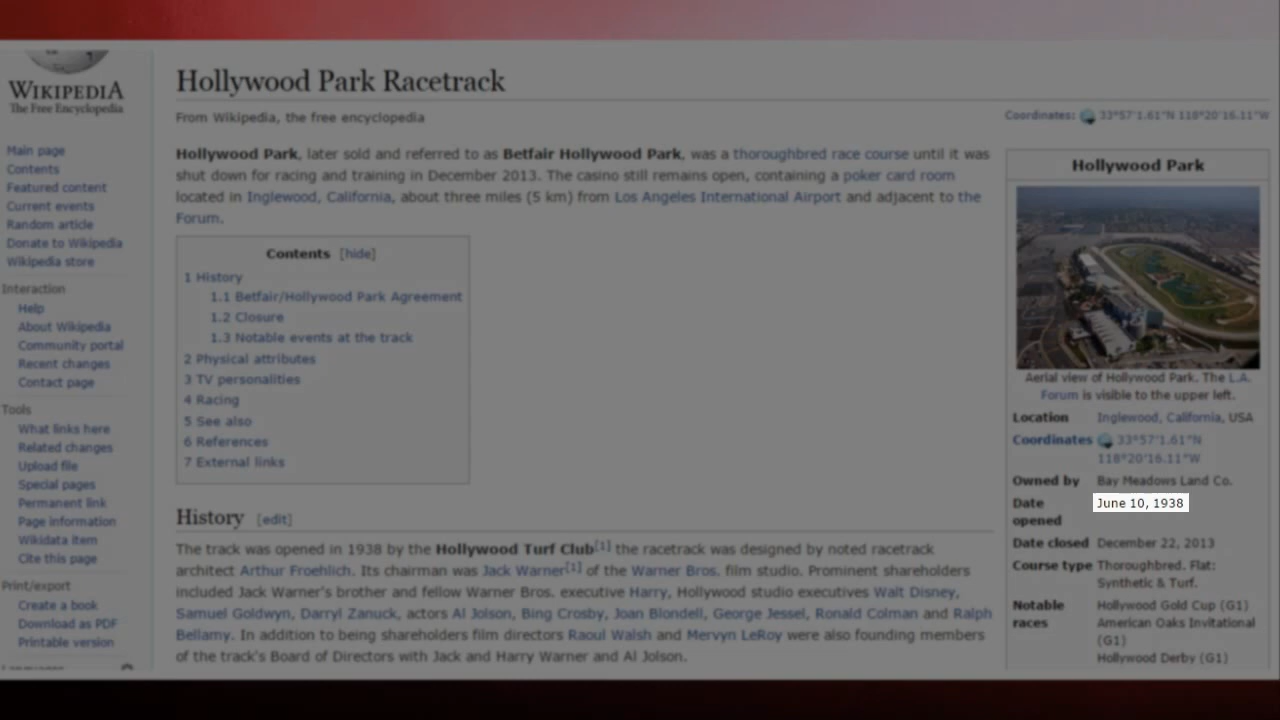 WIKIPEDIA
The Free Encyclopedia
Main page
Contents
Featured content
Current events
Random article
Donate to Wikipedia
Wikipedia store
Interaction
Help
About Wikipedia
Community portal
Recent changes
Contact page
Tools
What links here
Related changes
Upload file
Special pages
Permanent link
Page information
Wikidata item
Cite this page
Print/export
Create a book
Download as PDF
Printable version
Hollywood Park Racetrack
From Wikipedia, the free encyclopedia
Coordinates: 33°57′1.61″N 118°20′16.11″W
Hollywood Park, later sold and referred to as Betfair Hollywood Park, was a thoroughbred race course until it was
shut down for racing and training in December 2013. The casino still remains open, containing a poker card room
located in Inglewood, California, about three miles (5 km) from Los Angeles International Airport and adjacent to the
Forum.
Contents [hide]
1 History
1.1 Betfair/Hollywood Park Agreement
1.2 Closure
1.3 Notable events at the track
2 Physical attributes
3 TV personalities
4 Racing
5 See also
6 References
7 External links
History [edit]
The track was opened in 1938 by the Hollywood Turf Club[1] the racetrack was designed by noted racetrack
architect Arthur Froehlich. Its chairman was Jack Warner[1] of the Warner Bros. film studio. Prominent shareholders
included Jack Warner's brother and fellow Warner Bros. executive Harry, Hollywood studio executives Walt Disney,
Samuel Goldwyn, Darryl Zanuck, actors Al Jolson, Bing Crosby, Joan Blondell, George Jessel, Ronald Colman and Ralph
Bellamy. In addition to being shareholders film directors Raoul Walsh and Mervyn LeRoy were also founding members
of the track's Board of Directors with Jack and Harry Warner and Al Jolson.
Hollywood Park
Aerial view of Hollywood Park. The L.A.
Forum is visible to the upper left.
Location Inglewood, California, USA
Coordinates 33°57′1.61″N
118°20′16.11″W
Owned by Bay Meadows Land Co.
Date June 10, 1938
opened
Date closed December 22, 2013
Course type Thoroughbred. Flat:
Synthetic & Turf.
Notable Hollywood Gold Cup (G1)
races American Oaks Invitational
(G1)
Hollywood Derby (G1)